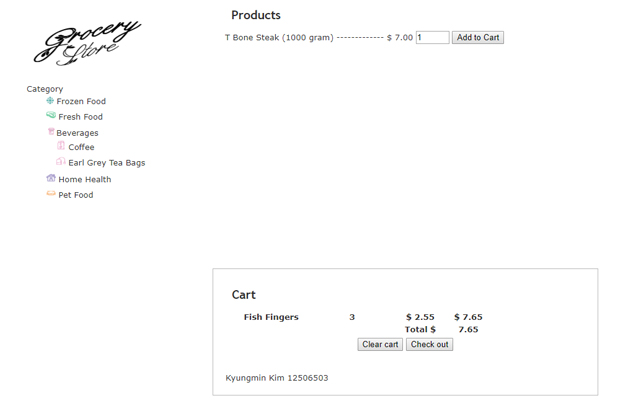 Grocery
Store
Products
T Bone Steak (1000 gram) ------------- $ 7.00 1 Add to Cart
Category
Frozen Food
Fresh Food
Beverages
Coffee
Earl Grey Tea Bags
Home Health
Pet Food
Cart
Fish Fingers 3 $ 2.55 $ 7.65
Total $ 7.65
Clear cart Check out
Kyungmin Kim 12506503